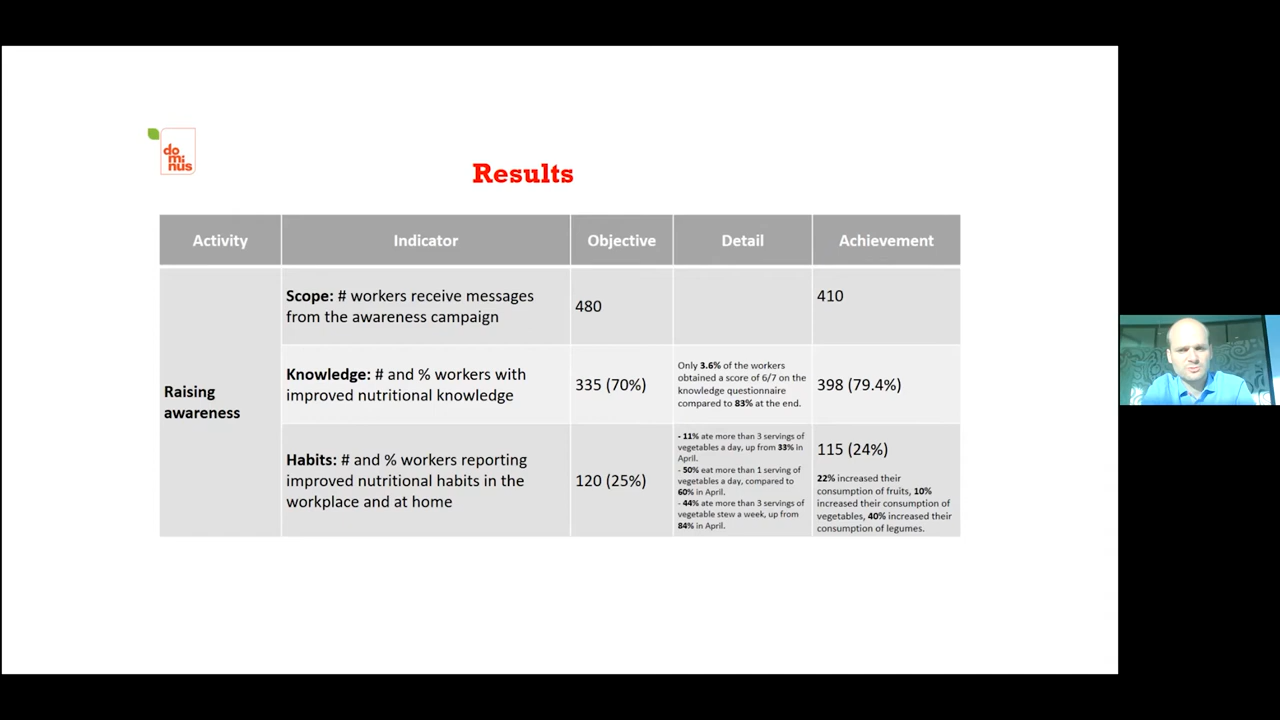 do
mi
nus
Results
Activity
Indicator
Objective
Detail
Achievement
Raising
awareness
Scope: # workers receive messages
from the awareness campaign
480
410
Knowledge: # and % workers with
improved nutritional knowledge
335 (70%)
Only 3.6% of the workers
obtained a score of 6/7 on the
knowledge questionnaire
compared to 83% at the end.
398 (79.4%)
Habits: # and % workers reporting
improved nutritional habits in the
workplace and at home
120 (25%)
- 11% ate more than 3 servings of
vegetables a day, up from 33% in
April.
- 50% eat more than 1 serving of
vegetables a day, compared to
60% in April.
- 44% ate more than 3 servings of
vegetable stew a week, up from
84% in April.
115 (24%)
22% increased their
consumption of fruits, 10%
increased their consumption of
vegetables, 40% increased their
consumption of legumes.